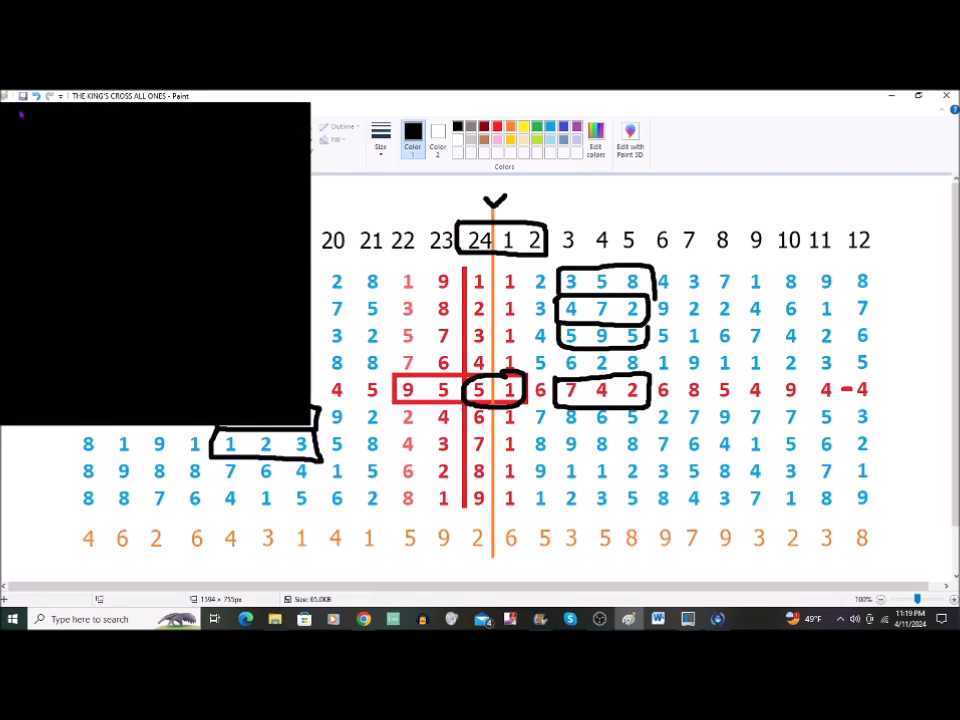 THE KING'S CROSS ALL ONES - Paint
Outline
Fill
Size
Color 1
Color 2
Edit colors
Edit with Paint 3D
Colors
20 21 22 23 24 1 2 3 4 5 6 7 8 9 10 11 12
2 8 1 9 1 1 2 3 5 8 4 3 7 1 8 9 8
7 5 3 8 2 1 3 4 7 2 9 2 2 4 6 1 7
3 2 5 7 3 1 4 5 9 5 5 1 6 7 4 2 6
8 8 7 6 4 1 5 6 2 8 1 9 1 1 2 3 5
4 5 9 5 5 1 6 7 4 2 6 8 5 4 9 4 - 4
9 2 2 4 6 1 7 8 6 5 2 7 9 7 7 5 3
8 1 9 1 1 2 3 5 8 4 3 7 1 8 9 8 8 7 6 4 1 5 6 2
8 9 8 8 7 6 4 1 5 6 2 8 1 9 1 1 2 3 5 8 4 3 7 1
8 8 7 6 4 1 5 6 2 8 1 9 1 1 2 3 5 8 4 3 7 1 8 9
4 6 2 6 4 3 1 4 1 5 9 2 6 5 3 5 8 9 7 9 3 2 3 8
1594 × 755px
Size: 65.0KB
100%
Type here to search
4
49°F
11:19 PM
4/11/2024